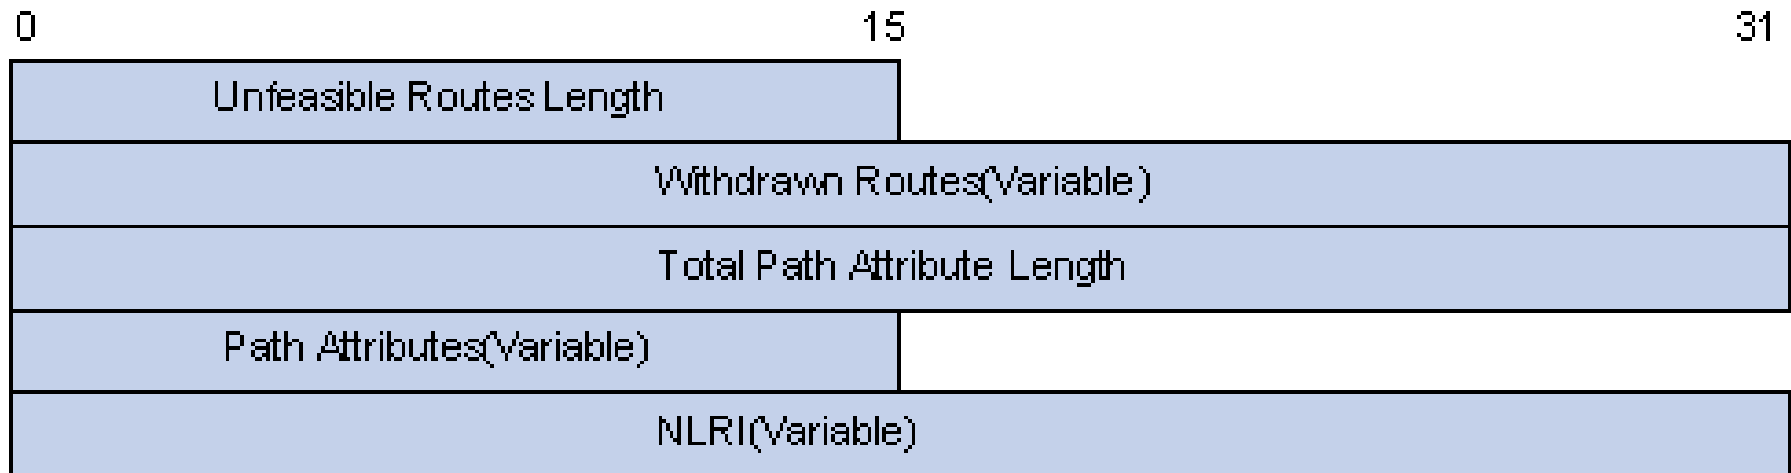 0 15 31
Unfeasible Routes Length
Withdrawn Routes(Variable)
Total Path Attribute Length
Path Attributes(Variable)
NLRI(Variable)